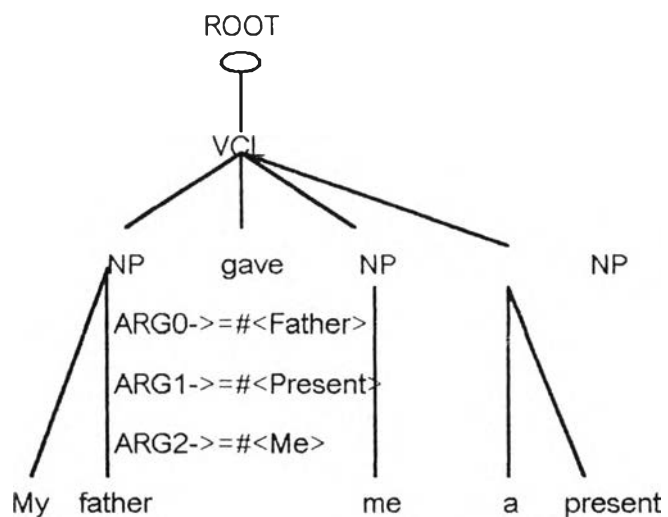 ROOT
VCL
NP gave NP NP
ARG0->=#<Father>
ARG1->=#<Present>
ARG2->=#<Me>
My father me a present